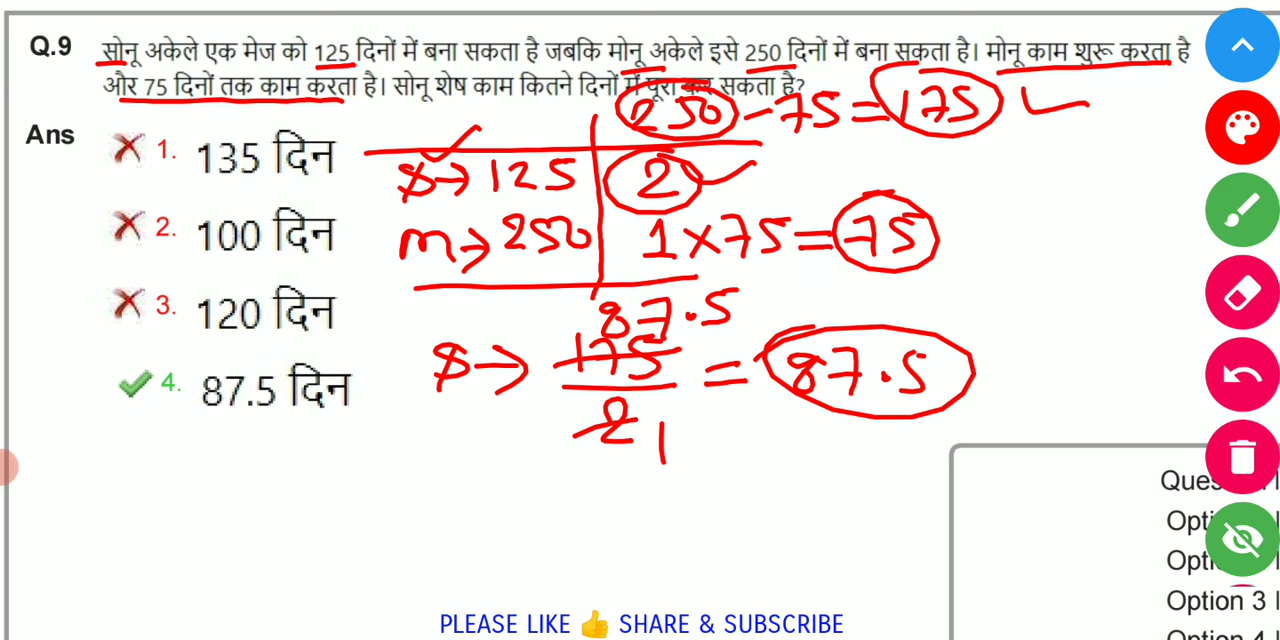 Q.9 सोनू अकेले एक मेज को 125 दिनों में बना सकता है जबकि मोनू अकेले इसे 250 दिनों में बना सकता है। मोनू काम शुरू करता है
और 75 दिनों तक काम करता है। सोनू शेष काम कितने दिनों में पूरा कर सकता है?
250 - 75 = 175
Ans
1. 135 दिन
2. 100 दिन
3. 120 दिन
4. 87.5 दिन
S → 125 | 2
m → 250 | 1 × 75 = 75
87.5
S → 175 = 87.5
2 1
Option 3
PLEASE LIKE 👍 SHARE & SUBSCRIBE